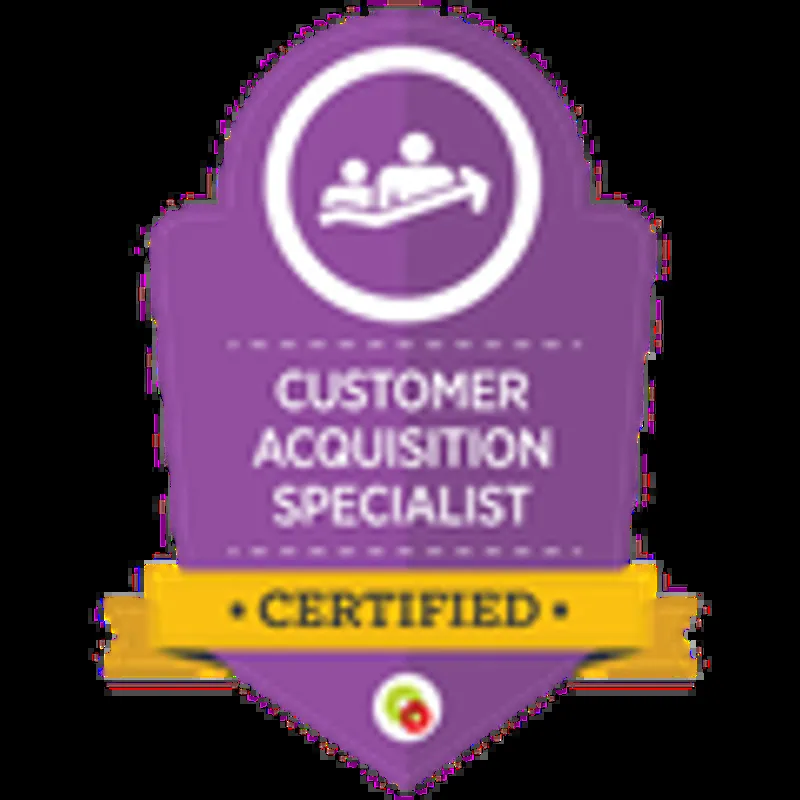 CUSTOMER
ACQUISITION
SPECIALIST
• CERTIFIED •